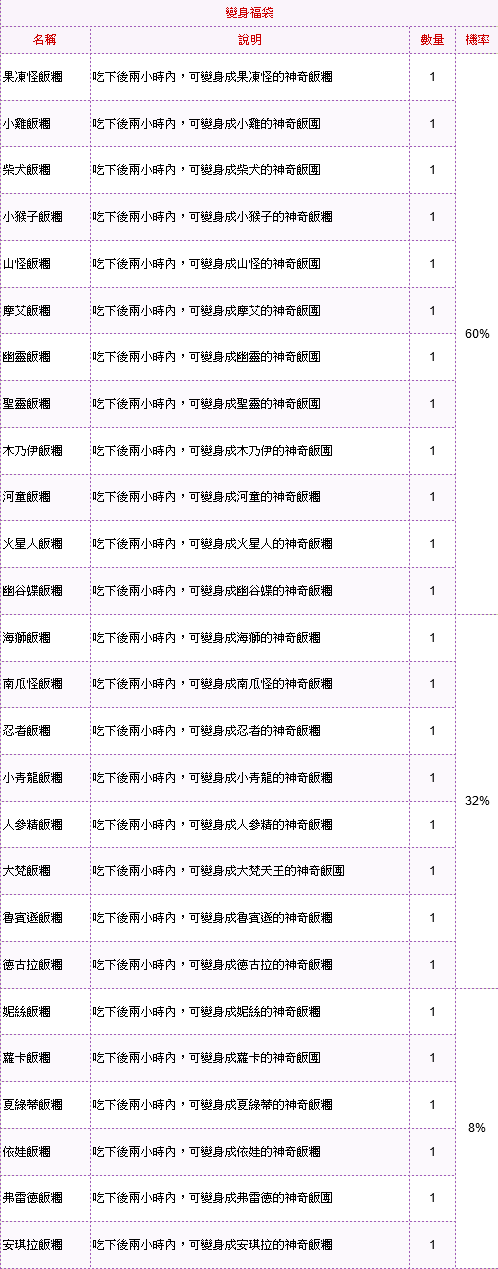 變身福袋
名稱 說明 數量 機率
果凍怪飯糰 吃下後兩小時內，可變身成果凍怪的神奇飯糰 1
小雞飯糰 吃下後兩小時內，可變身成小雞的神奇飯團 1
柴犬飯糰 吃下後兩小時內，可變身成柴犬的神奇飯團 1
小猴子飯糰 吃下後兩小時內，可變身成小猴子的神奇飯糰 1
山怪飯糰 吃下後兩小時內，可變身成山怪的神奇飯團 1
摩艾飯糰 吃下後兩小時內，可變身成摩艾的神奇飯團 1
60%
幽靈飯糰 吃下後兩小時內，可變身成幽靈的神奇飯團 1
聖靈飯糰 吃下後兩小時內，可變身成聖靈的神奇飯團 1
木乃伊飯糰 吃下後兩小時內，可變身成木乃伊的神奇飯團 1
河童飯糰 吃下後兩小時內，可變身成河童的神奇飯糰 1
火星人飯糰 吃下後兩小時內，可變身成火星人的神奇飯糰 1
幽谷媟飯糰 吃下後兩小時內，可變身成幽谷媟的神奇飯糰 1
海獅飯糰 吃下後兩小時內，可變身成海獅的神奇飯糰 1
南瓜怪飯糰 吃下後兩小時內，可變身成南瓜怪的神奇飯糰 1
忍者飯糰 吃下後兩小時內，可變身成忍者的神奇飯糰 1
小青龍飯糰 吃下後兩小時內，可變身成小青龍的神奇飯糰 1
32%
人參精飯糰 吃下後兩小時內，可變身成人參精的神奇飯糰 1
大梵飯糰 吃下後兩小時內，可變身成大梵天王的神奇飯團 1
魯賓遜飯糰 吃下後兩小時內，可變身成魯賓遜的神奇飯糰 1
德古拉飯糰 吃下後兩小時內，可變身成德古拉的神奇飯糰 1
妮絲飯糰 吃下後兩小時內，可變身成妮絲的神奇飯糰 1
蘿卡飯糰 吃下後兩小時內，可變身成蘿卡的神奇飯團 1
夏綠蒂飯糰 吃下後兩小時內，可變身成夏綠蒂的神奇飯糰 1
8%
依娃飯糰 吃下後兩小時內，可變身成依娃的神奇飯糰 1
弗雷德飯糰 吃下後兩小時內，可變身成弗雷德的神奇飯團 1
安琪拉飯糰 吃下後兩小時內，可變身成安琪拉的神奇飯糰 1